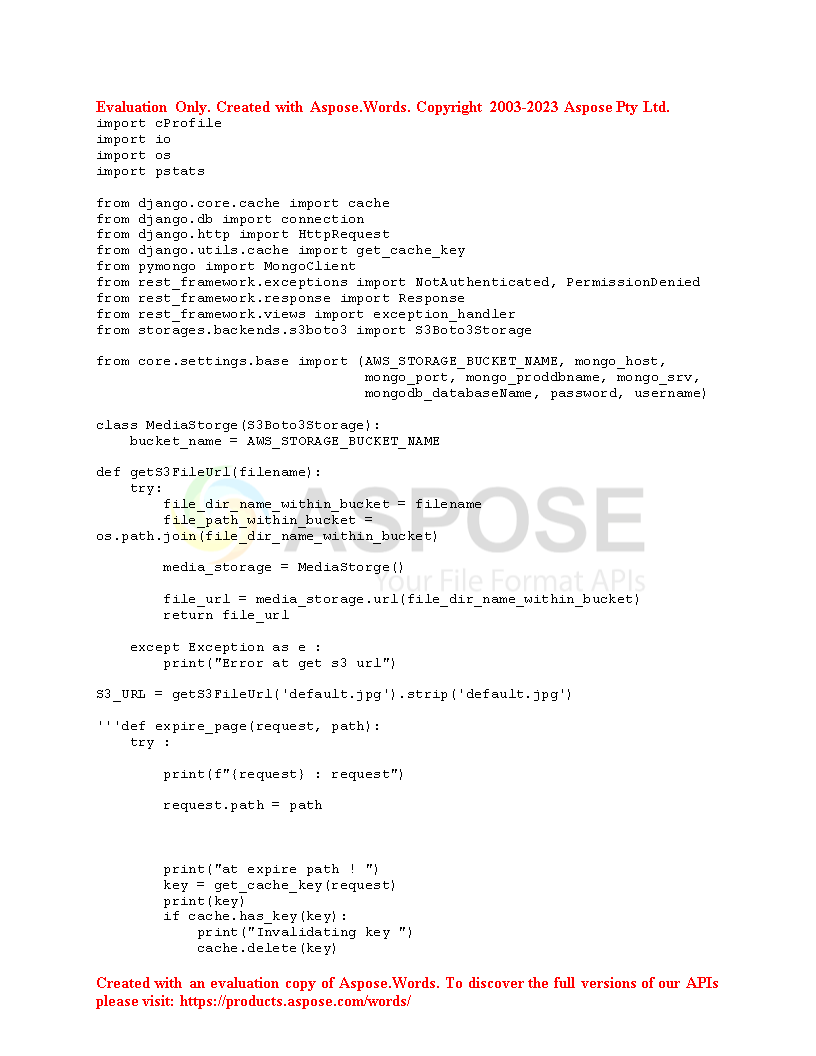 Evaluation Only. Created with Aspose.Words. Copyright 2003-2023 Aspose Pty Ltd.
import cProfile
import io
import os
import pstats

from django.core.cache import cache
from django.db import connection
from django.http import HttpRequest
from django.utils.cache import get_cache_key
from pymongo import MongoClient
from rest_framework.exceptions import NotAuthenticated, PermissionDenied
from rest_framework.response import Response
from rest_framework.views import exception_handler
from storages.backends.s3boto3 import S3Boto3Storage

from core.settings.base import (AWS_STORAGE_BUCKET_NAME, mongo_host,
                                mongo_port, mongo_proddbname, mongo_srv,
                                mongodb_databaseName, password, username)

class MediaStorge(S3Boto3Storage):
    bucket_name = AWS_STORAGE_BUCKET_NAME

def getS3FileUrl(filename):
    try:
        file_dir_name_within_bucket = filename
        file_path_within_bucket =
os.path.join(file_dir_name_within_bucket)
ASPOSE
        media_storage = MediaStorge()
Your File Format APIs
        file_url = media_storage.url(file_dir_name_within_bucket)
        return file_url

    except Exception as e :
        print("Error at get s3 url")

S3_URL = getS3FileUrl('default.jpg').strip('default.jpg')

'''def expire_page(request, path):
    try :

        print(f"{request} : request")

        request.path = path

        print("at expire path ! ")
        key = get_cache_key(request)
        print(key)
        if cache.has_key(key):
            print("Invalidating key ")
            cache.delete(key)

Created with an evaluation copy of Aspose.Words. To discover the full versions of our APIs
please visit: https://products.aspose.com/words/